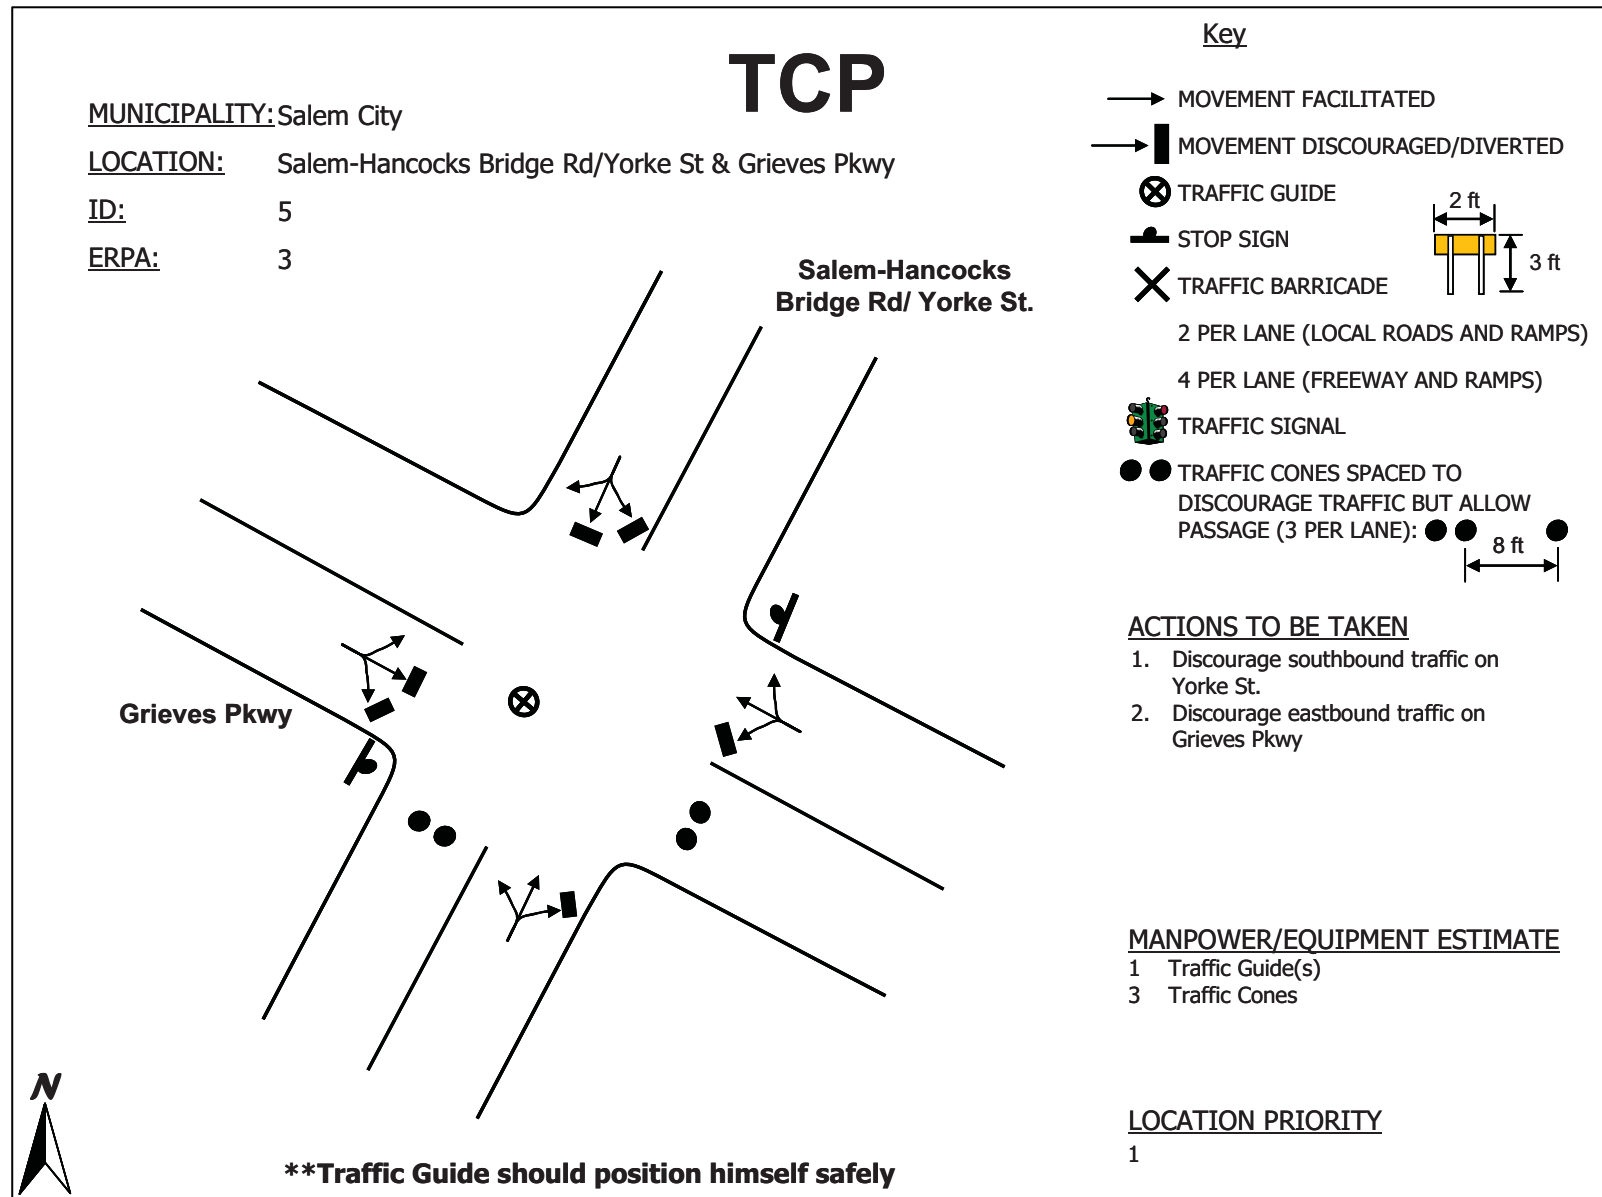 TCP
MUNICIPALITY: Salem City
LOCATION: Salem-Hancocks Bridge Rd/Yorke St & Grieves Pkwy
ID: 5
ERPA: 3
Salem-Hancocks
Bridge Rd/ Yorke St.
Grieves Pkwy
N
**Traffic Guide should position himself safely
Key
MOVEMENT FACILITATED
MOVEMENT DISCOURAGED/DIVERTED
TRAFFIC GUIDE
2 ft
STOP SIGN
3 ft
TRAFFIC BARRICADE
2 PER LANE (LOCAL ROADS AND RAMPS)
4 PER LANE (FREEWAY AND RAMPS)
TRAFFIC SIGNAL
TRAFFIC CONES SPACED TO
DISCOURAGE TRAFFIC BUT ALLOW
PASSAGE (3 PER LANE):
8 ft
ACTIONS TO BE TAKEN
1. Discourage southbound traffic on
Yorke St.
2. Discourage eastbound traffic on
Grieves Pkwy
MANPOWER/EQUIPMENT ESTIMATE
1 Traffic Guide(s)
3 Traffic Cones
LOCATION PRIORITY
1